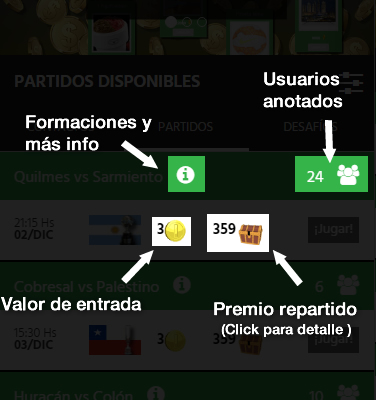 PARTIDOS DISPONIBLES
Usuarios
anotados
Formaciones y
más info
PARTIDOS
DESAFÍOS
Quilmes vs Sarmiento
24
21:15 Hs
02/DIC
3
359
¡Jugar!
Cobresal vs Palestino
6
Valor de entrada
Premio repartido
(Click para detalle )
15:30 Hs
03/DIC
3
359
¡Jugar!
Huracán vs Colón
10